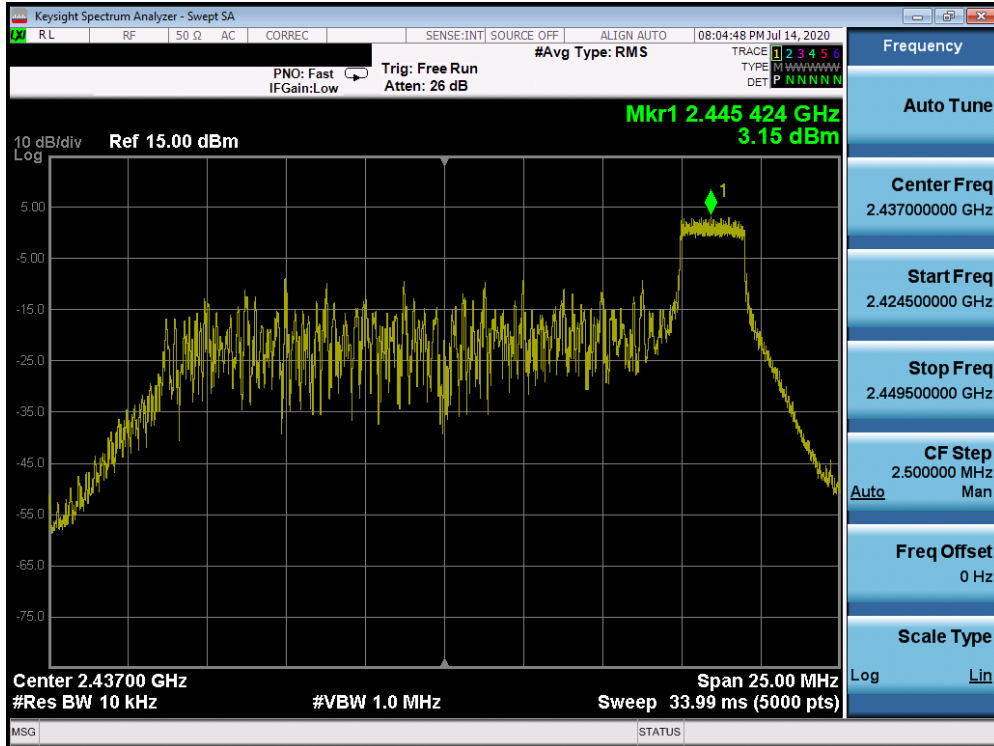 Keysight Spectrum Analyzer - Swept SA
LXI RL RF 50 Ω AC CORREC SENSE:INT SOURCE OFF ALIGN AUTO 08:04:48 PM Jul 14, 2020
#Avg Type: RMS TRACE 1 2 3 4 5 6
PNO: Fast Trig: Free Run TYPE M WWWWW
IFGain:Low Atten: 26 dB DET P N N N N N
Mkr1 2.445 424 GHz
3.15 dBm
10 dB/div Ref 15.00 dBm
Log
1
5.00
-5.00
-15.0
-25.0
-35.0
-45.0
-55.0
-65.0
-75.0
Center 2.43700 GHz Span 25.00 MHz
#Res BW 10 kHz #VBW 1.0 MHz Sweep 33.99 ms (5000 pts)
MSG STATUS
Frequency
Auto Tune
Center Freq
2.437000000 GHz
Start Freq
2.424500000 GHz
Stop Freq
2.449500000 GHz
CF Step
2.500000 MHz
Auto Man
Freq Offset
0 Hz
Scale Type
Log Lin